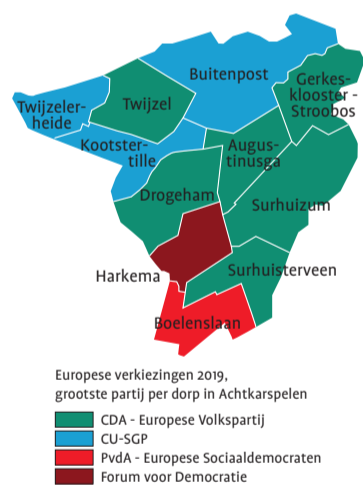 Buitenpost
Gerkes-
klooster -
Stroobos
Twijzel
Twijzeler-
heide
Kootster-
tille
Augus-
tinusga
Drogeham
Surhuizum
Harkema
Surhuisterveen
Boelenslaan
Europese verkiezingen 2019,
grootste partij per dorp in Achtkarspelen
CDA - Europese Volkspartij
CU-SGP
PvdA - Europese Sociaaldemocraten
Forum voor Democratie